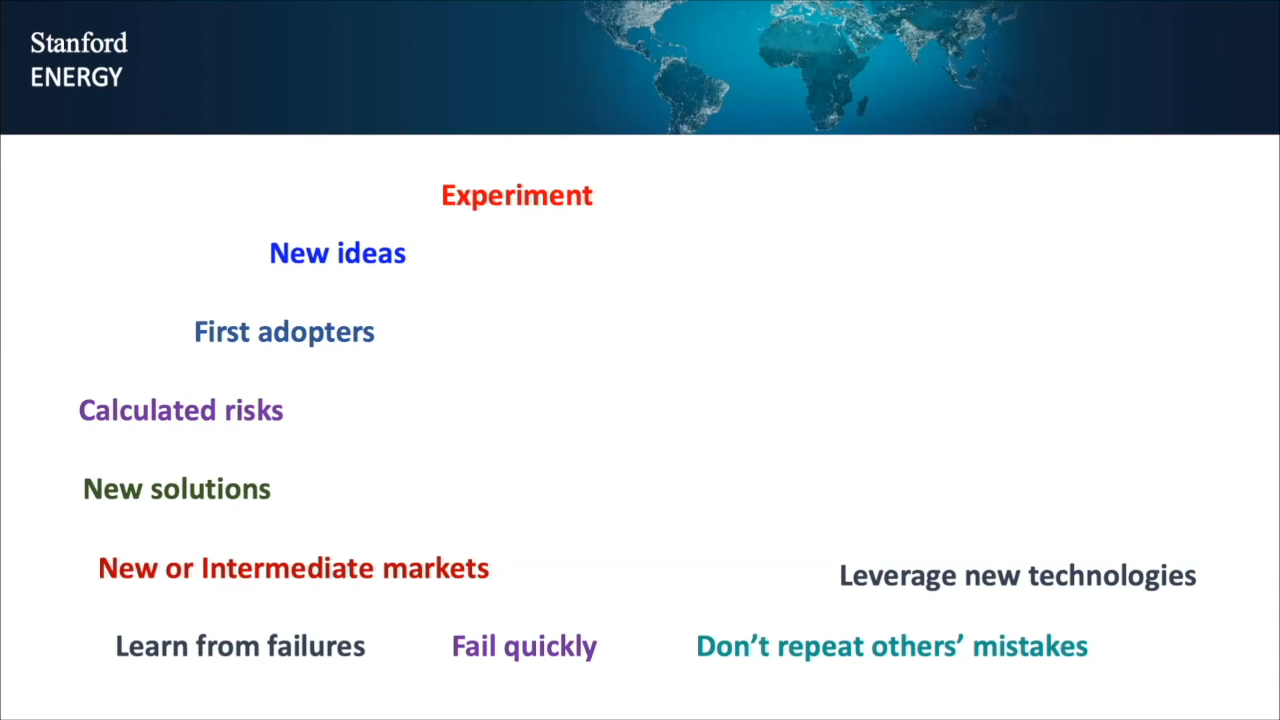 Stanford
ENERGY
Experiment
New ideas
First adopters
Calculated risks
New solutions
New or Intermediate markets
Leverage new technologies
Learn from failures
Fail quickly
Don’t repeat others’ mistakes